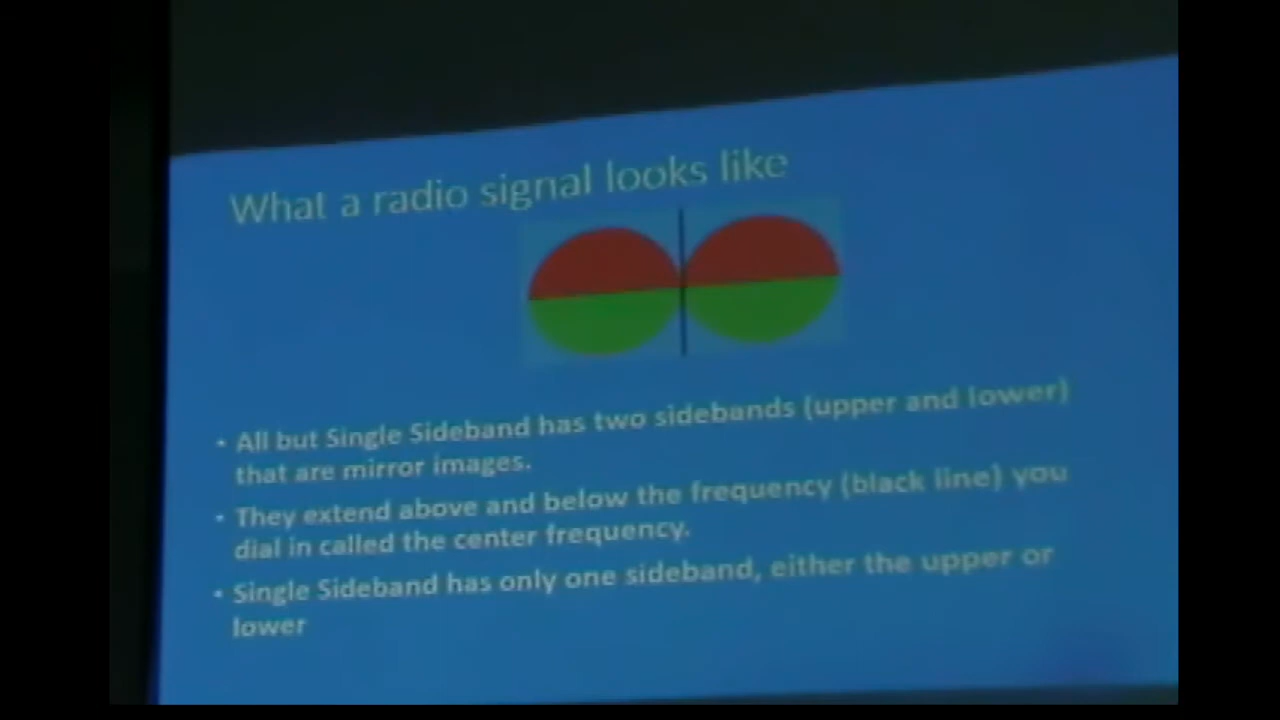 What a radio signal looks like
• All but Single Sideband has two sidebands (upper and lower)
that are mirror images.
• They extend above and below the frequency (black line) you
dial in called the center frequency.
• Single Sideband has only one sideband, either the upper or
lower